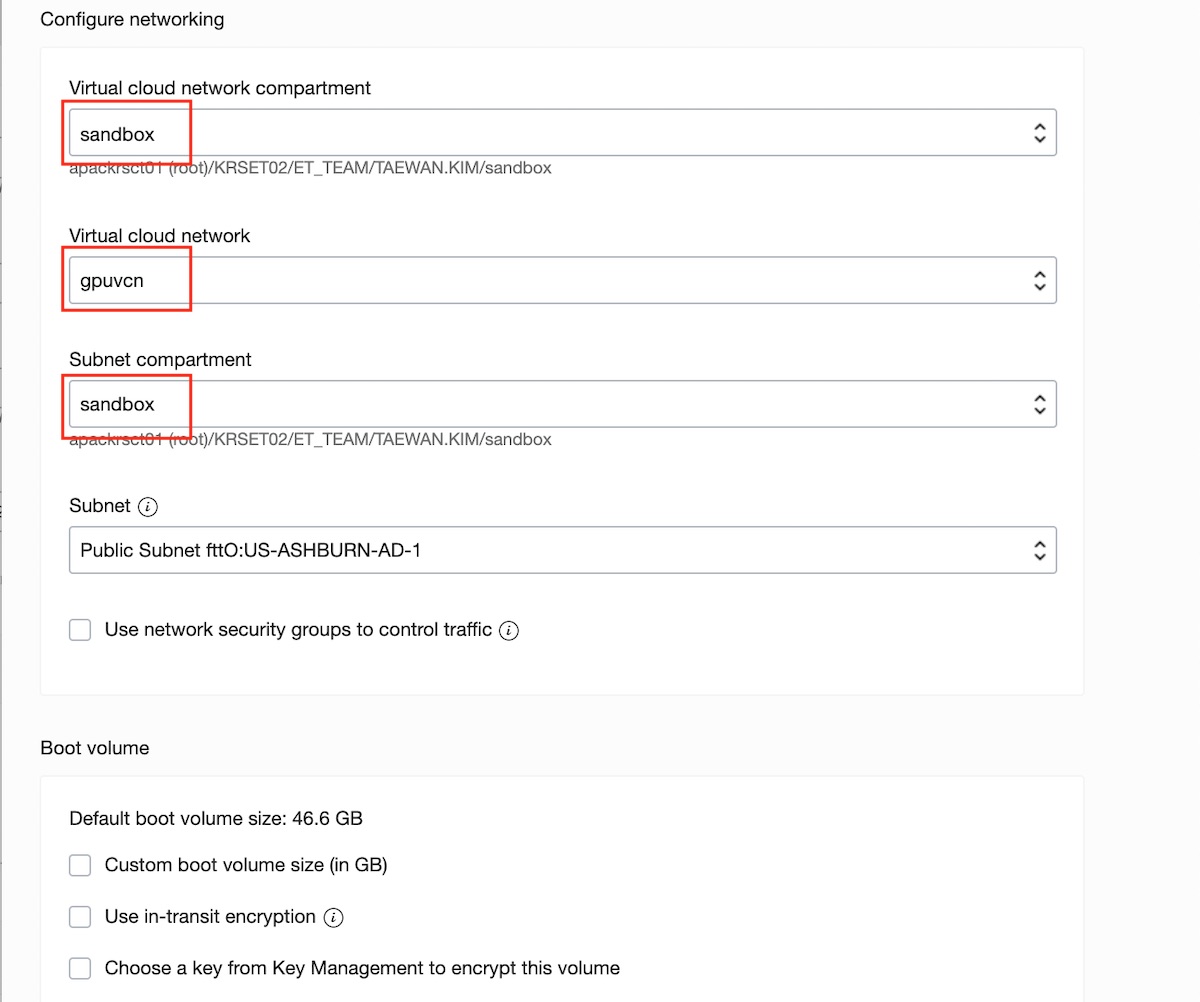 Configure networking
Virtual cloud network compartment
sandbox
apackrsct01 (root)/KRSET02/ET_TEAM/TAEWAN.KIM/sandbox
Virtual cloud network
gpuvcn
Subnet compartment
sandbox
apackrsct01 (root)/KRSET02/ET_TEAM/TAEWAN.KIM/sandbox
Subnet
Public Subnet fttO:US-ASHBURN-AD-1
Use network security groups to control traffic
Boot volume
Default boot volume size: 46.6 GB
Custom boot volume size (in GB)
Use in-transit encryption
Choose a key from Key Management to encrypt this volume